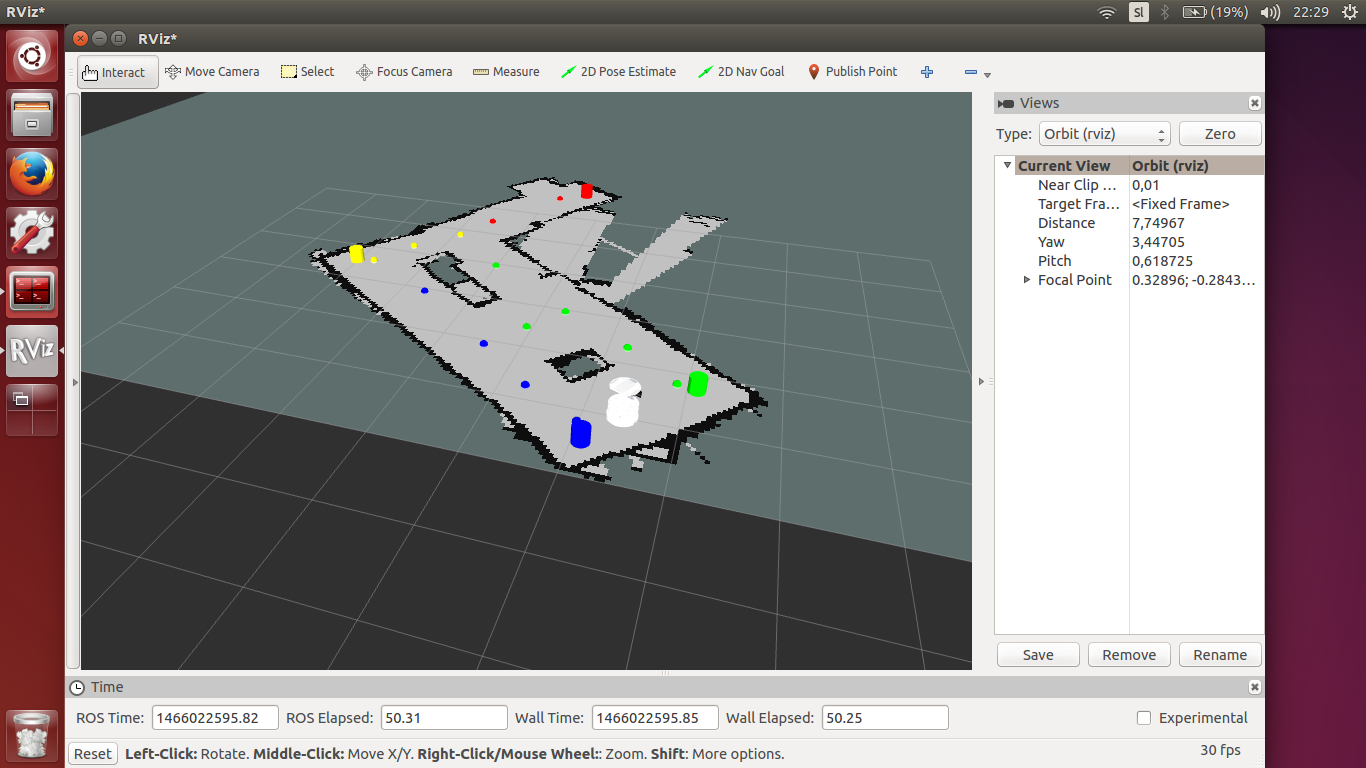 RViz*
Sl
(19%)
22:29
RViz*
Interact
Move Camera
Select
Focus Camera
Measure
2D Pose Estimate
2D Nav Goal
Publish Point
Views
Type:
Orbit (rviz)
Zero
Current View Orbit (rviz)
Near Clip ... 0,01
Target Fra... <Fixed Frame>
Distance 7,74967
Yaw 3,44705
Pitch 0,618725
Focal Point 0.32896; -0.2843...
RViz
Save
Remove
Rename
Time
ROS Time: 1466022595.82 ROS Elapsed: 50.31 Wall Time: 1466022595.85 Wall Elapsed: 50.25 Experimental
Reset Left-Click: Rotate. Middle-Click: Move X/Y. Right-Click/Mouse Wheel:: Zoom. Shift: More options. 30 fps